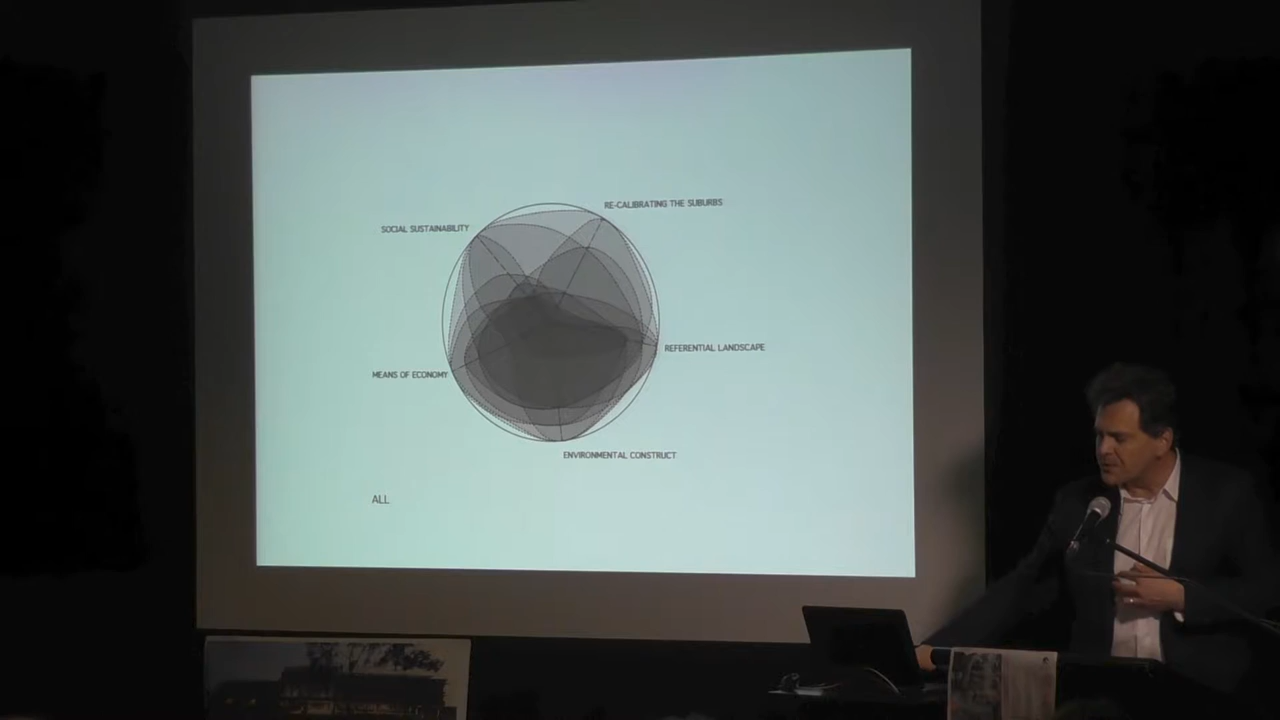 RE-CALIBRATING THE SUBURBS
SOCIAL SUSTAINABILITY
REFERENTIAL LANDSCAPE
MEANS OF ECONOMY
ENVIRONMENTAL CONSTRUCT
ALL